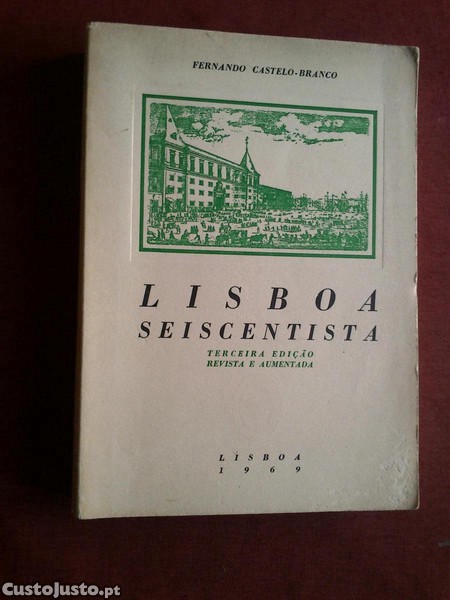 FERNANDO CASTELO-BRANCO
LISBOA
SEISCENTISTA
TERCEIRA EDIÇÃO
REVISTA E AUMENTADA
LISBOA
1969
CustoJusto.pt